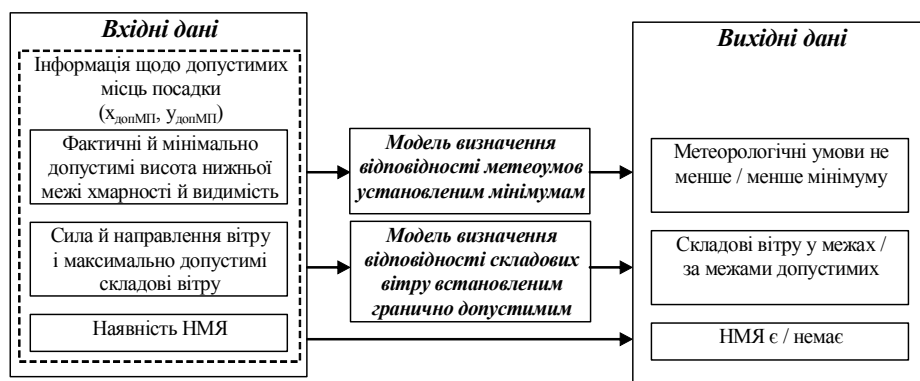 Вхідні дані
Інформація щодо допустимих
місць посадки
(xдопМП, yдопМП)
Фактичні й мінімально
допустимі висота нижньої
межі хмарності й видимість
Сила й направлення вітру
і максимально допустимі
складові вітру
Наявність НМЯ
Модель визначення
відповідності метеоумов
установленим мінімумам
Модель визначення
відповідності складових
вітру встановленим
гранично допустимим
Вихідні дані
Метеорологічні умови не
менше / менше мінімуму
Складові вітру у межах /
за межами допустимих
НМЯ є / немає